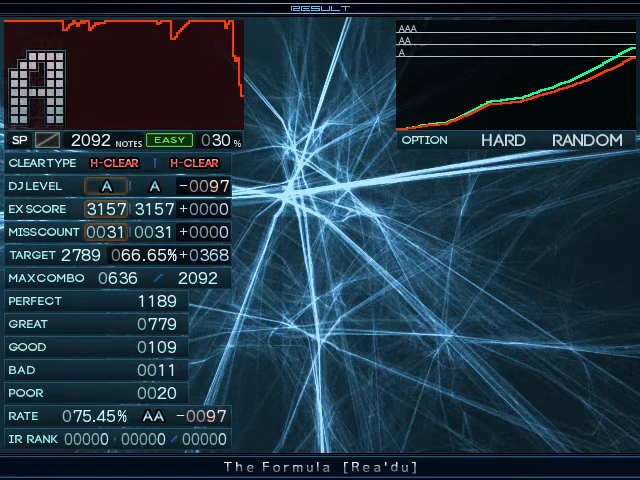 RESULT
AAA
AA
A
A
SP 2092 NOTES EASY 030 %
OPTION HARD RANDOM
CLEARTYPE H-CLEAR | H-CLEAR
DJ LEVEL A | A -0097
EX SCORE 3157 | 3157 +0000
MISSCOUNT 0031 | 0031 +0000
TARGET 2789 066.65% +0368
MAXCOMBO 0636 / 2092
PERFECT 1189
GREAT 0779
GOOD 0109
BAD 0011
POOR 0020
RATE 075.45% AA -0097
IR RANK 00000 00000 / 00000
The Formula [Rea'du]